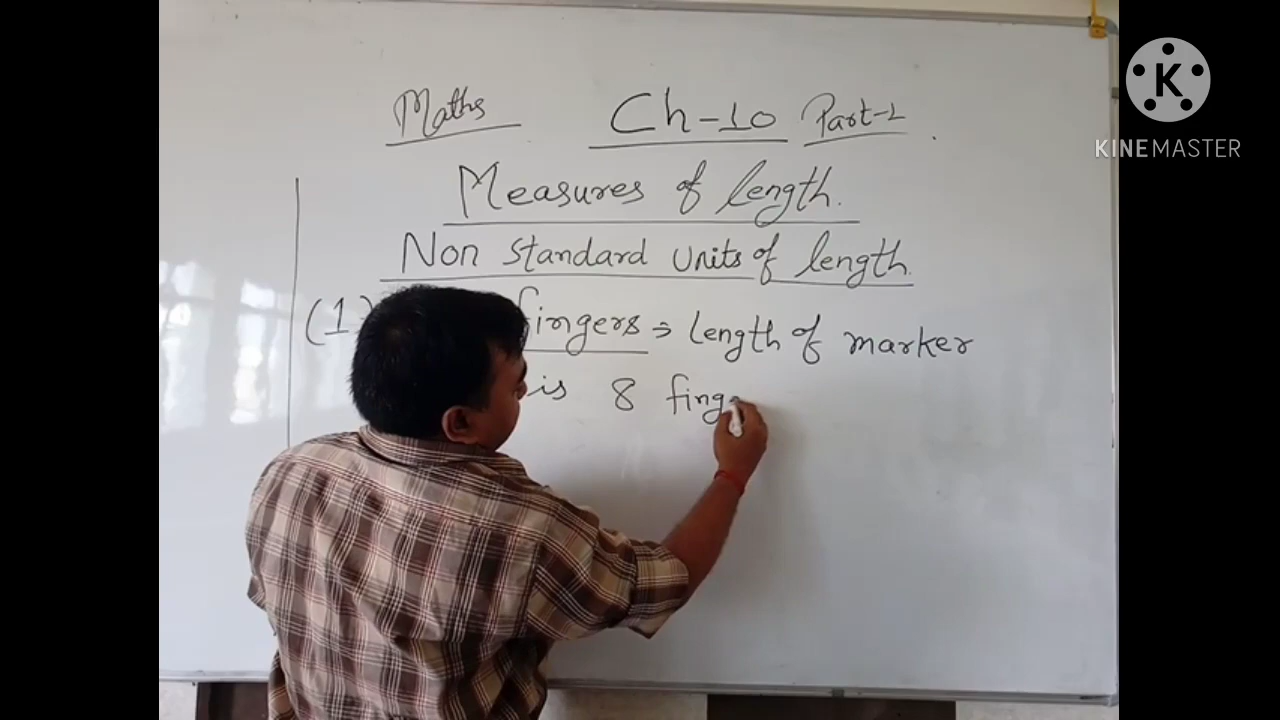 Maths Ch-10 Part-1
Measures of length.
Non standard units of length.
(1) fingers ⇒ length of marker
is 8 fing
K
KINEMASTER